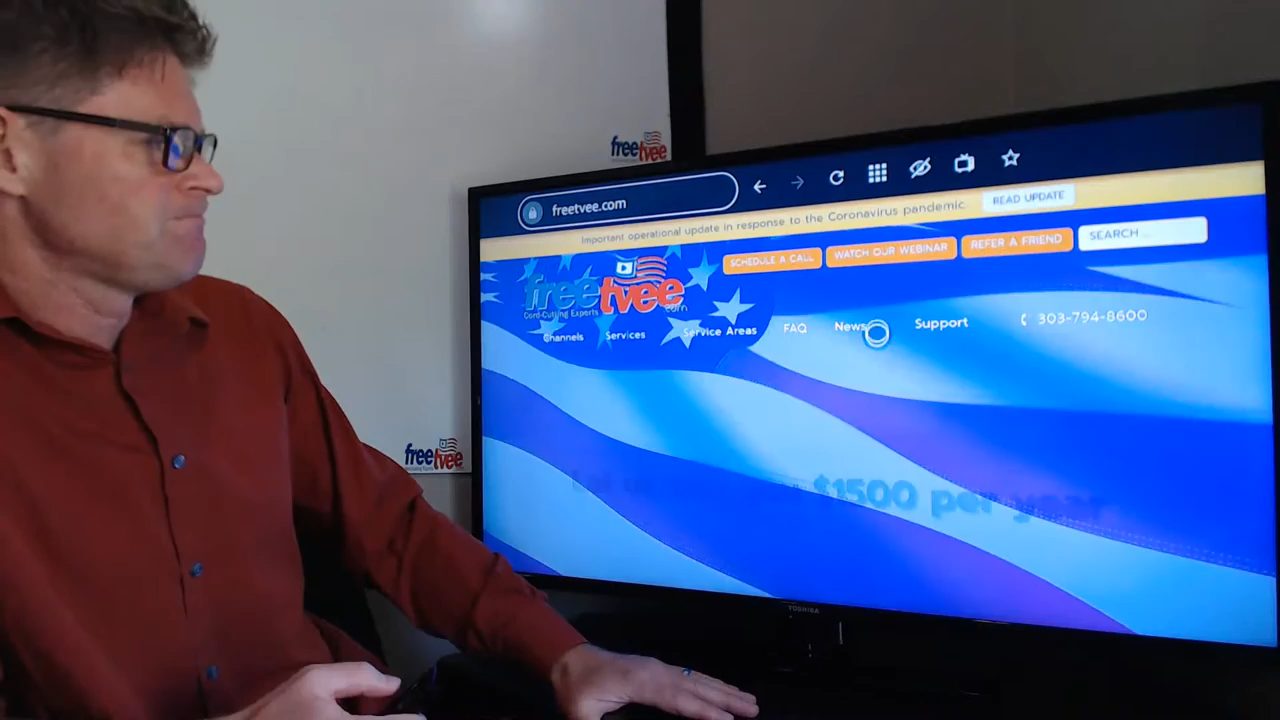 freetvee
freetvee.com
Important operational update in response to the Coronavirus pandemic
READ UPDATE
SCHEDULE A CALL
WATCH OUR WEBINAR
REFER A FRIEND
SEARCH ...
freetvee.com
Cord-Cutting Experts
Channels
Services
Service Areas
FAQ
News
Support
303-794-8600
$1500 per year
freetvee
TOSHIBA